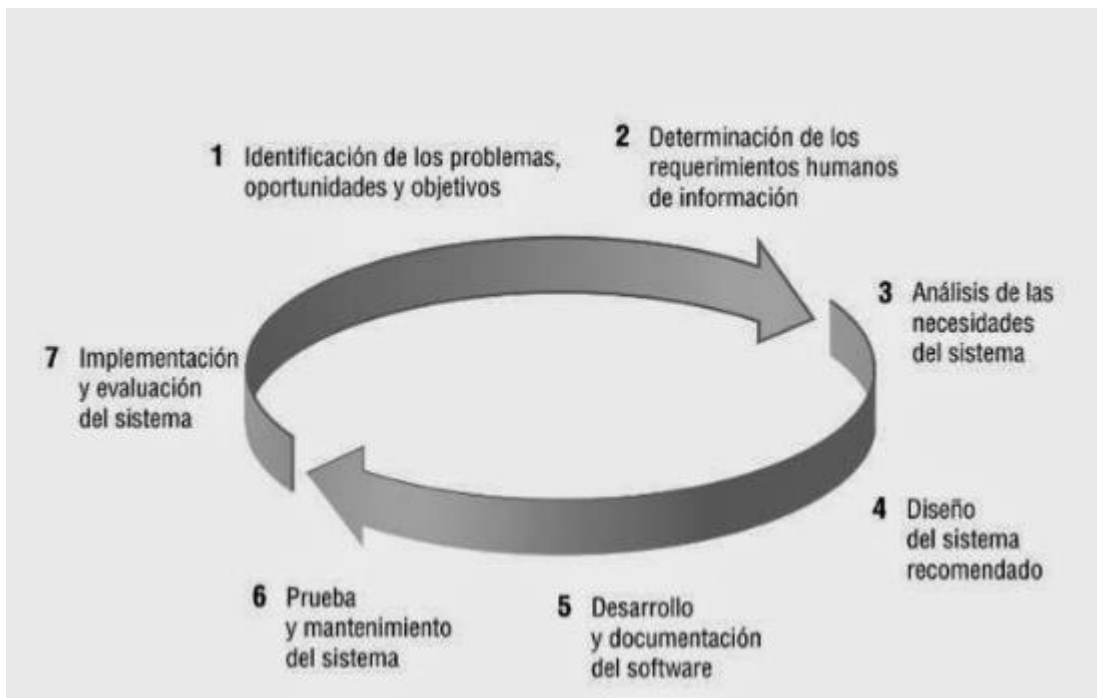 1 Identificación de los problemas,
oportunidades y objetivos
2 Determinación de los
requerimientos humanos
de información
3 Análisis de las
necesidades
del sistema
4 Diseño
del sistema
recomendado
5 Desarrollo
y documentación
del software
6 Prueba
y mantenimiento
del sistema
7 Implementación
y evaluación
del sistema